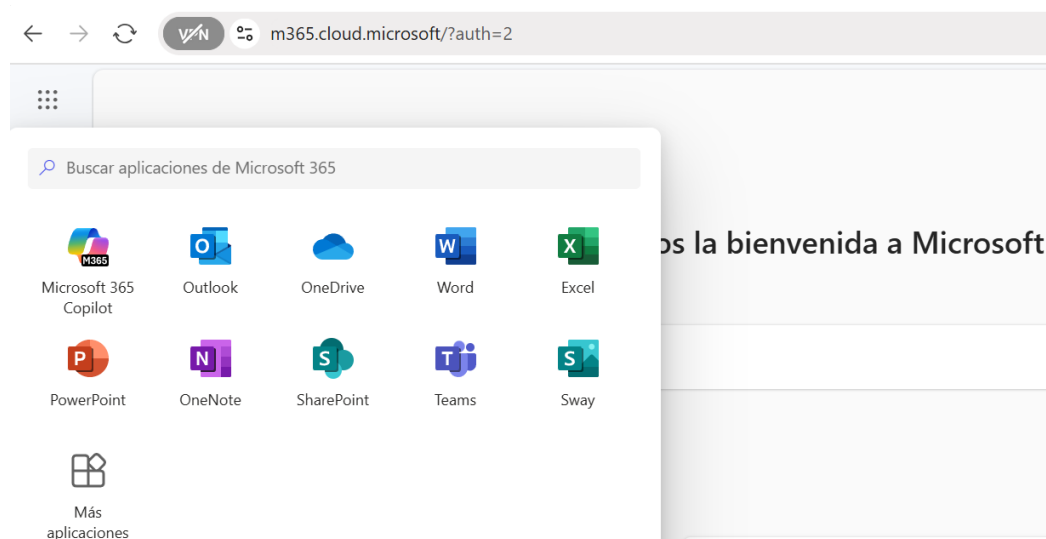 VPN
m365.cloud.microsoft/?auth=2
Buscar aplicaciones de Microsoft 365
os la bienvenida a Microsoft
M365
Microsoft 365
Copilot
O
Outlook
OneDrive
W
Word
X
Excel
P
PowerPoint
N
OneNote
S
SharePoint
T
Teams
S
Sway
Más
aplicaciones